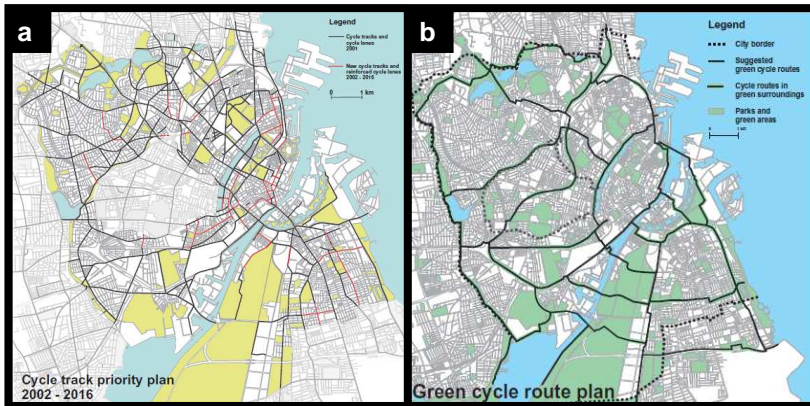 a
Legend
Cycle tracks and
cycle lanes
2001
New cycle tracks and
reinforced cycle lanes
2002 - 2016
0 1 km
Cycle track priority plan
2002 - 2016
b
Legend
City border
Suggested
green cycle routes
Cycle routes in
green surroundings
Parks and
green areas
Green cycle route plan